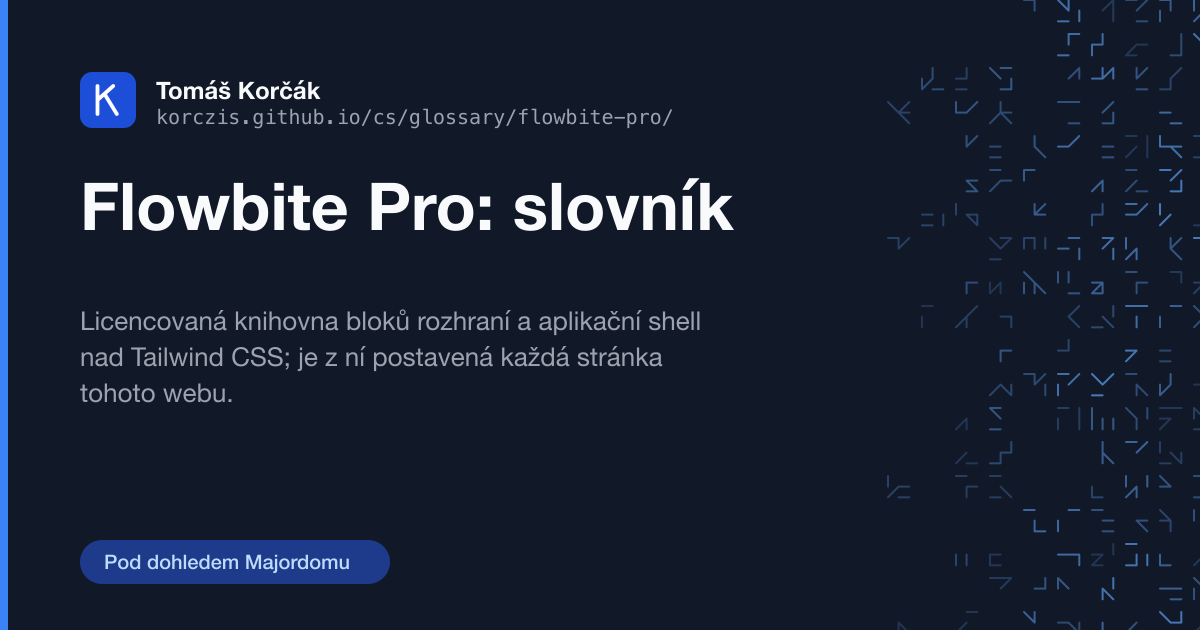 Tomáš Korčák
korczis.github.io/cs/glossary/flowbite-pro/
Flowbite Pro: slovník
Licencovaná knihovna bloků rozhraní a aplikační shell
nad Tailwind CSS; je z ní postavená každá stránka
tohoto webu.
Pod dohledem Majordomu